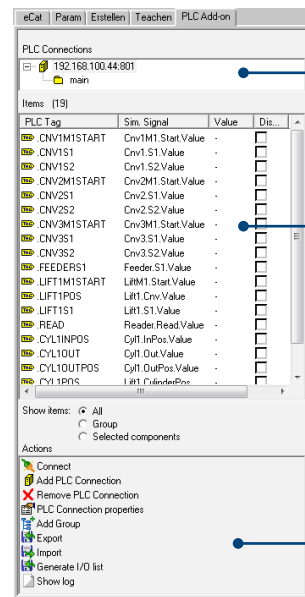 eCat Param Erstellen Teachen PLC Add-on
PLC Connections
192.168.100.44:801
main
Items (19)
PLC Tag Sim. Signal Value Dis...
.CNV1M1START Cnv1M1.Start.Value -
.CNV1S1 Cnv1.S1.Value -
.CNV1S2 Cnv1.S2.Value -
.CNV2M1START Cnv2M1.Start.Value -
.CNV2S1 Cnv2.S1.Value -
.CNV2S2 Cnv2.S2.Value -
.CNV3M1START Cnv3M1.Start.Value -
.CNV3S1 Cnv3.S1.Value -
.CNV3S2 Cnv3.S2.Value -
.FEEDERS1 Feeder.S1.Value -
.LIFT1M1START LiftM1.Start.Value -
.LIFT1POS Lift1.Cnv.Value -
.LIFT1S1 Lift1.S1.Value -
.READ Reader.Read.Value -
.CYL1INPOS Cyl1.InPos.Value -
.CYL1OUT Cyl1.Out.Value -
.CYL1OUTPOS Cyl1.OutPos.Value -
.CYL1POS Lift1.CylinderPos -
Show items: All
Group
Selected components
Actions
Connect
Add PLC Connection
Remove PLC Connection
PLC Connection properties
Add Group
Export
Import
Generate I/O list
Show log